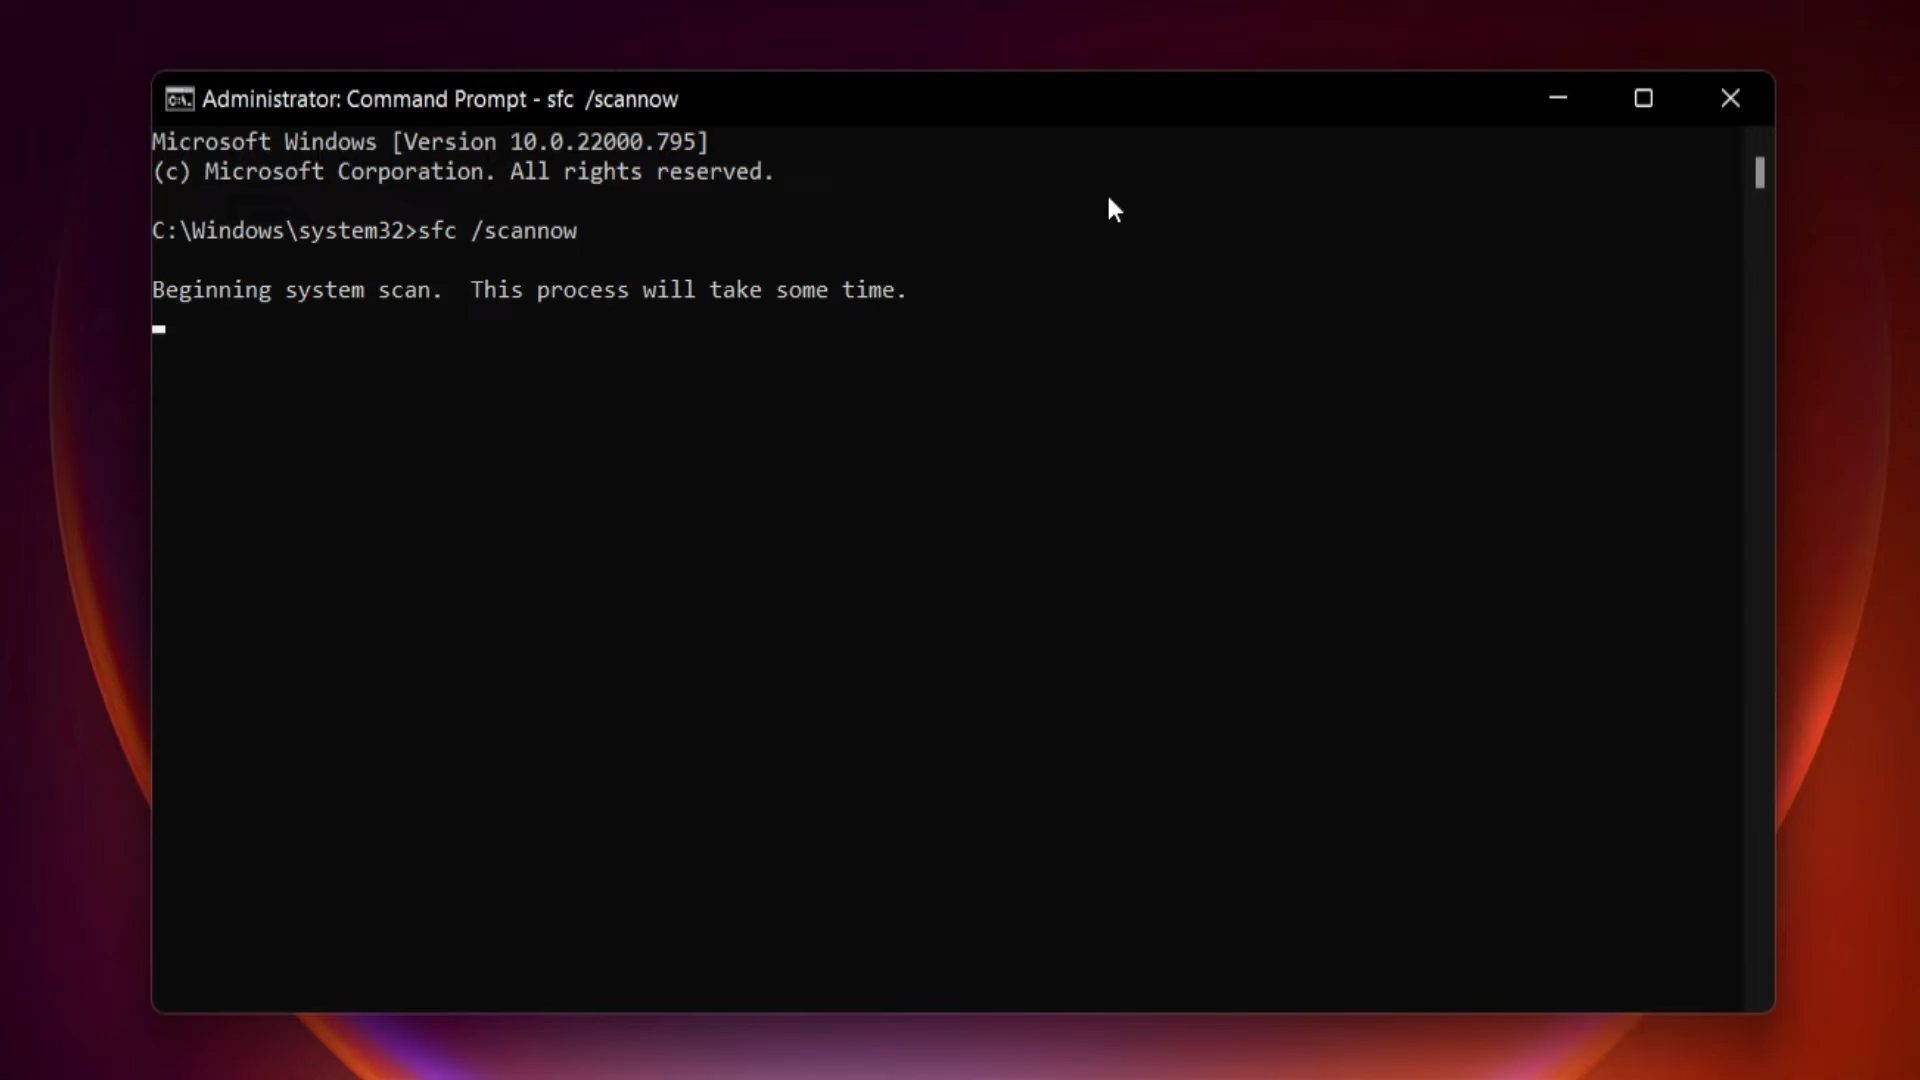 Administrator: Command Prompt - sfc  /scannow
Microsoft Windows [Version 10.0.22000.795]
(c) Microsoft Corporation. All rights reserved.
C:\Windows\system32>sfc /scannow
Beginning system scan.  This process will take some time.